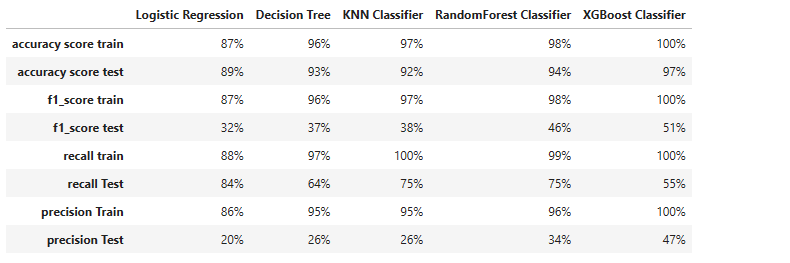 Logistic Regression Decision Tree KNN Classifier RandomForest Classifier XGBoost Classifier
accuracy score train 87% 96% 97% 98% 100%
accuracy score test 89% 93% 92% 94% 97%
f1_score train 87% 96% 97% 98% 100%
f1_score test 32% 37% 38% 46% 51%
recall train 88% 97% 100% 99% 100%
recall Test 84% 64% 75% 75% 55%
precision Train 86% 95% 95% 96% 100%
precision Test 20% 26% 26% 34% 47%